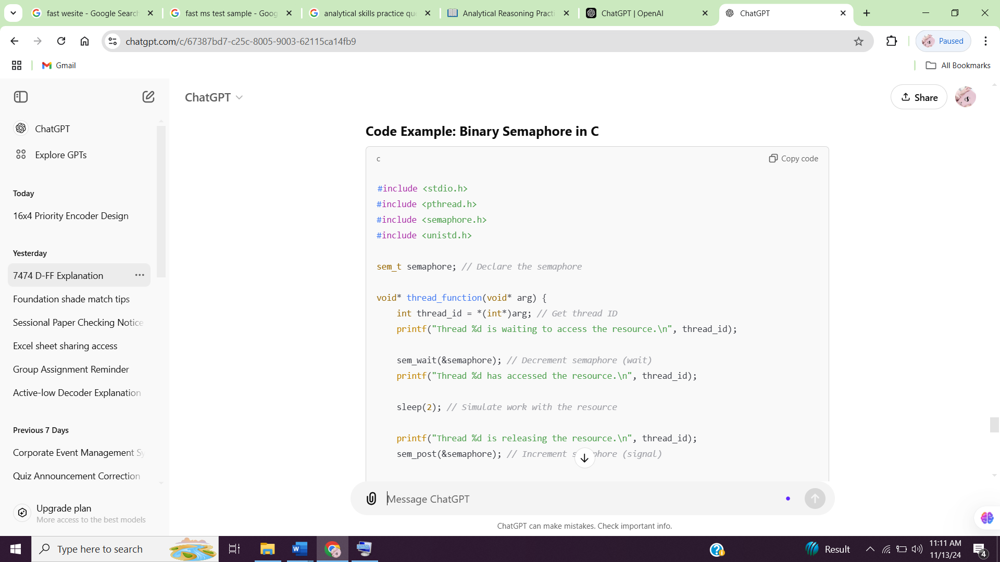 fast wesite - Google Search
fast ms test sample - Goog
analytical skills practice que
Analytical Reasoning Practi
ChatGPT | OpenAI
ChatGPT
chatgpt.com/c/67387bd7-c25c-8005-9003-62115ca14fb9
Paused
Gmail
All Bookmarks
ChatGPT
Explore GPTs
Today
16x4 Priority Encoder Design
Yesterday
7474 D-FF Explanation
Foundation shade match tips
Sessional Paper Checking Notice
Excel sheet sharing access
Group Assignment Reminder
Active-low Decoder Explanation
Previous 7 Days
Corporate Event Management Sy
Quiz Announcement Correction
Upgrade plan
More access to the best models
ChatGPT
Share
Code Example: Binary Semaphore in C
c
Copy code
#include <stdio.h>
#include <pthread.h>
#include <semaphore.h>
#include <unistd.h>
sem_t semaphore; // Declare the semaphore
void* thread_function(void* arg) {
int thread_id = *(int*)arg; // Get thread ID
printf("Thread %d is waiting to access the resource.\n", thread_id);
sem_wait(&semaphore); // Decrement semaphore (wait)
printf("Thread %d has accessed the resource.\n", thread_id);
sleep(2); // Simulate work with the resource
printf("Thread %d is releasing the resource.\n", thread_id);
sem_post(&semaphore); // Increment s phore (signal)
Message ChatGPT
ChatGPT can make mistakes. Check important info.
Type here to search
Result
11:11 AM
11/13/24
4